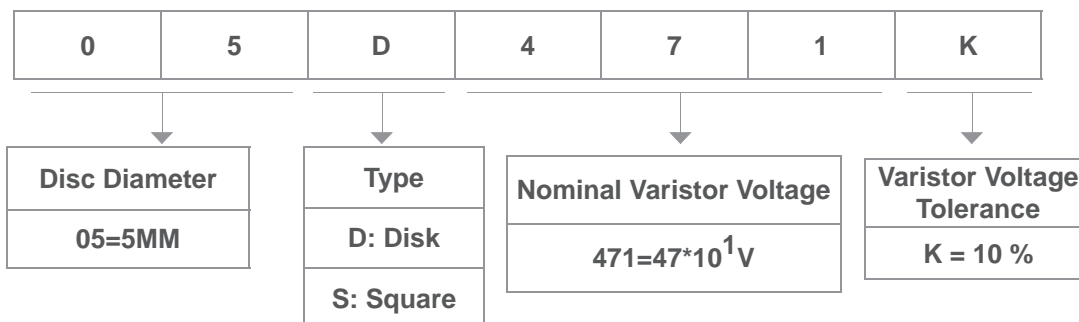 0 5 D 4 7 1 K
Disc Diameter
05=5MM
Type
D: Disk
S: Square
Nominal Varistor Voltage
471=47*10¹V
Varistor Voltage
Tolerance
K = 10 %